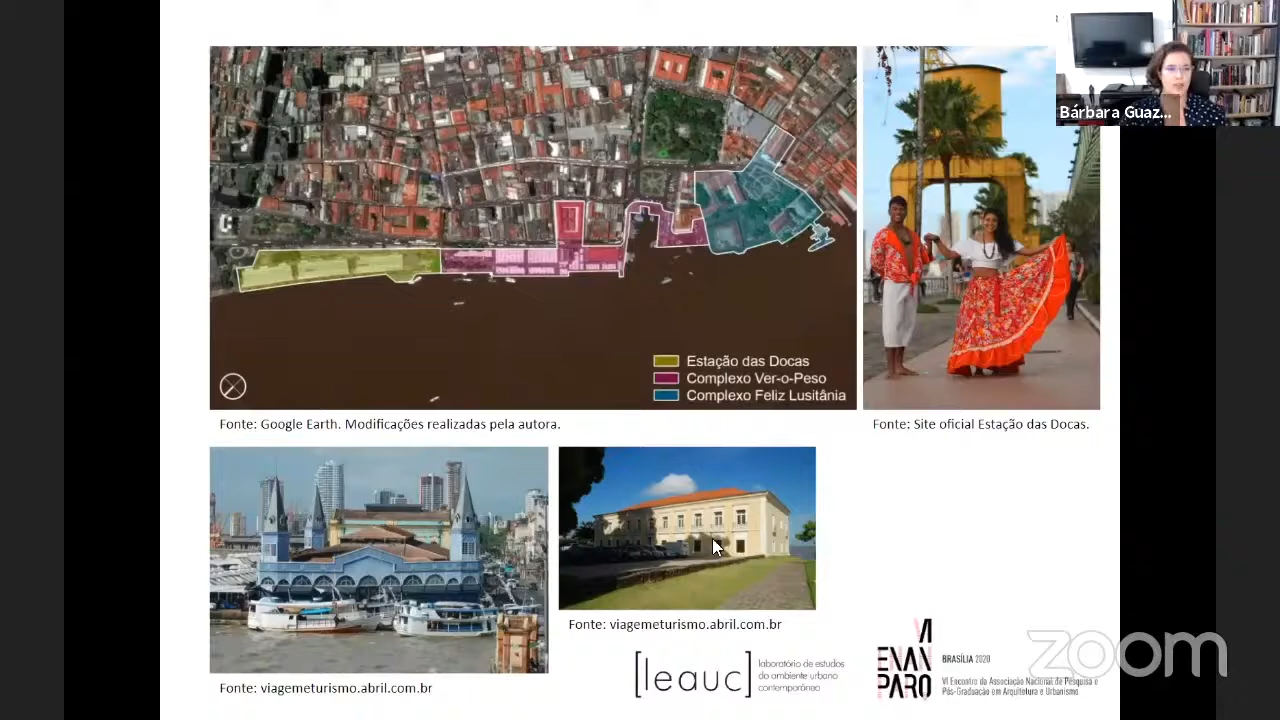 Bárbara Guaz...
Estação das Docas
Complexo Ver-o-Peso
Complexo Feliz Lusitânia
Fonte: Google Earth. Modificações realizadas pela autora.
Fonte: Site oficial Estação das Docas.
Fonte: viagemeturismo.abril.com.br
Fonte: viagemeturismo.abril.com.br
[leauc]
laboratório de estudos
do ambiente urbano
contemporâneo
VI
ENAN
PARQ
BRASÍLIA 2020
VI Encontro da Associação Nacional de Pesquisa e
Pós-Graduação em Arquitetura e Urbanismo
zoom